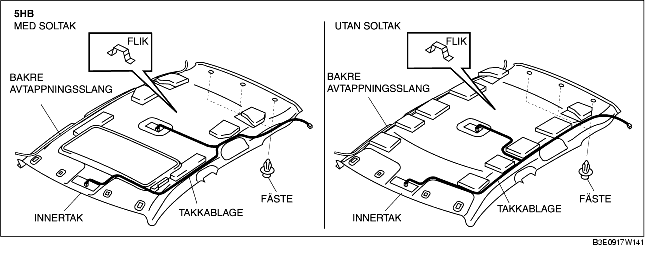 5HB
MED SOLTAK
FLIK
BAKRE
AVTAPPNINGSSLANG
INNERTAK
TAKKABLAGE
FÄSTE
UTAN SOLTAK
FLIK
BAKRE
AVTAPPNINGSSLANG
INNERTAK
TAKKABLAGE
FÄSTE
B3E0917W141